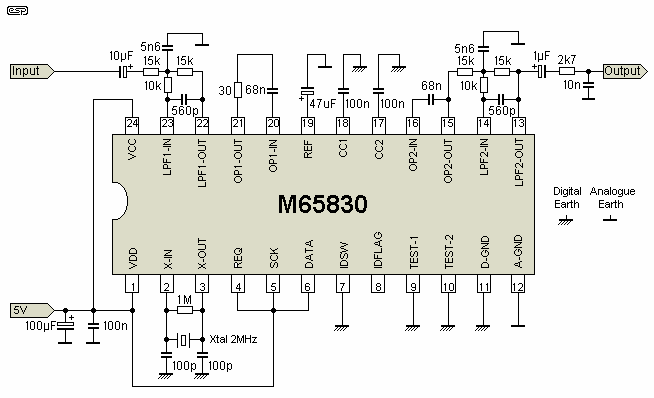 esp
5n6
5n6
10µF
15k
15k
15k
15k
1µF
2k7
Input
10k
30
68n
47uF
100n
100n
68n
10k
10n
Output
560p
560p
24
23
22
21
20
19
18
17
16
15
14
13
VCC
LPF1-IN
LPF1-OUT
OP1-OUT
OP1-IN
REF
CC1
CC2
OP2-IN
OP2-OUT
LPF2-IN
LPF2-OUT
M65830
Digital Earth
Analogue Earth
VDD
X-IN
X-OUT
REQ
SCK
DATA
IDSW
IDFLAG
TEST-1
TEST-2
D-GND
A-GND
1
2
3
4
5
6
7
8
9
10
11
12
5V
1M
100µF
100n
Xtal 2MHz
100p
100p